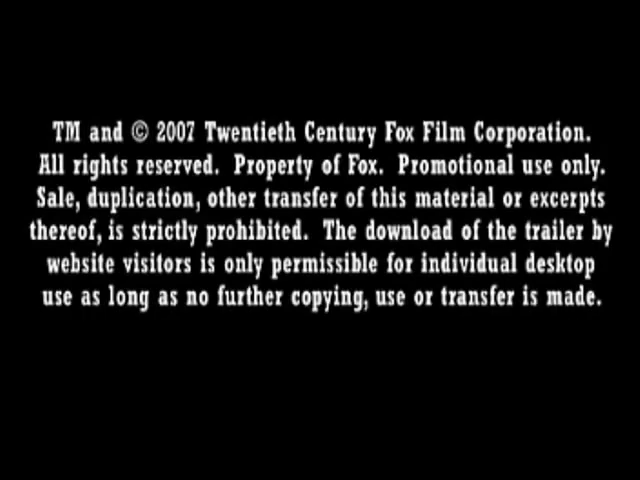 TM and © 2007 Twentieth Century Fox Film Corporation.
All rights reserved. Property of Fox. Promotional use only.
Sale, duplication, other transfer of this material or excerpts
thereof, is strictly prohibited. The download of the trailer by
website visitors is only permissible for individual desktop
use as long as no further copying, use or transfer is made.